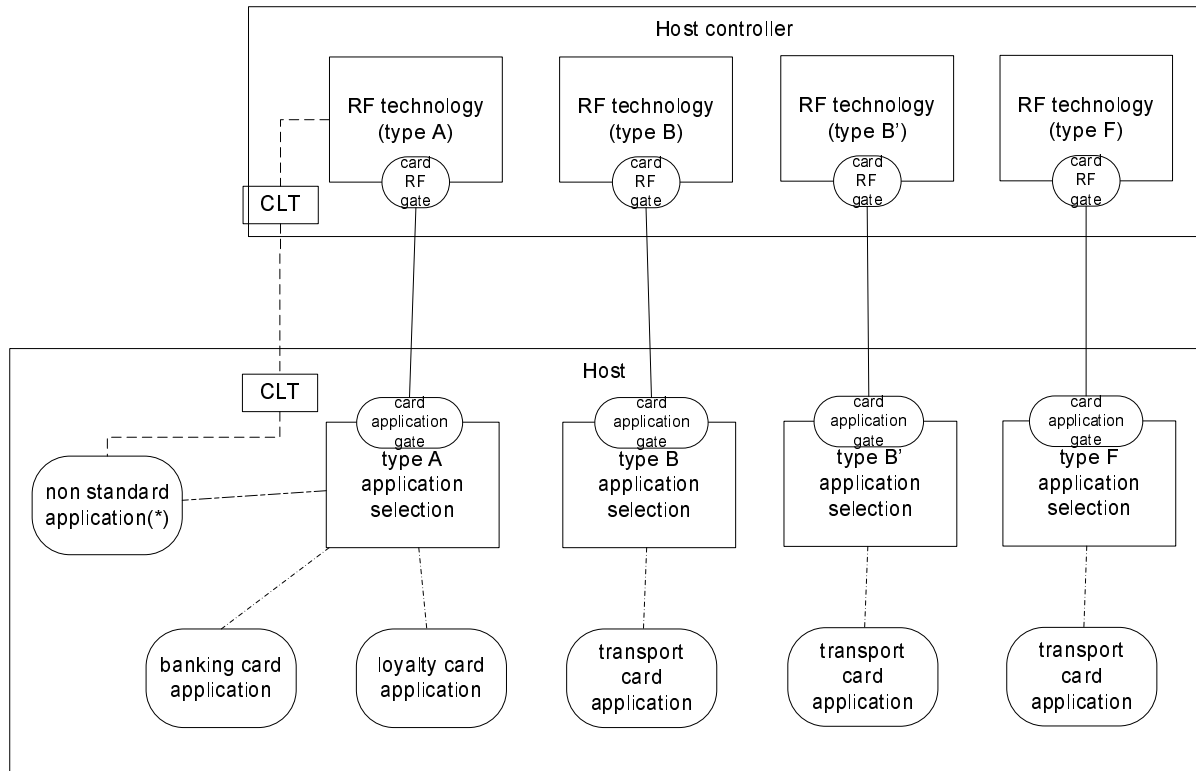 Host controller
RF technology
(type A)
RF technology
(type B)
RF technology
(type B’)
RF technology
(type F)
card
RF
gate
card
RF
gate
card
RF
gate
card
RF
gate
CLT
Host
CLT
card
application
gate
card
application
gate
card
application
gate
card
application
gate
type A
application
selection
type B
application
selection
type B’
application
selection
type F
application
selection
non standard
application(*)
banking card
application
loyalty card
application
transport
card
application
transport
card
application
transport
card
application